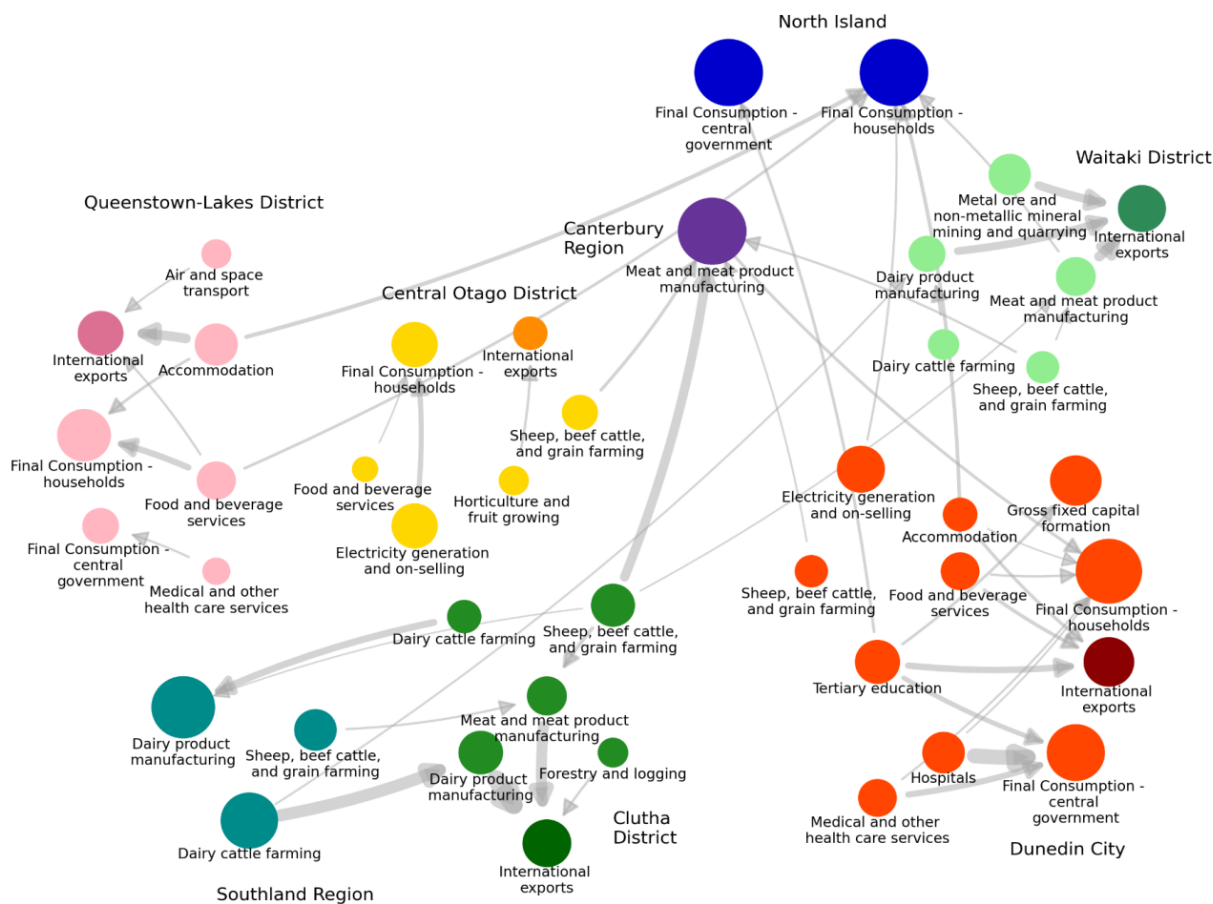 North Island
Final Consumption -
central
government
Final Consumption -
households
Waitaki District
Metal ore and
non-metallic mineral
mining and quarrying
International
exports
Dairy product
manufacturing
Meat and meat product
manufacturing
Dairy cattle farming
Sheep, beef cattle,
and grain farming
Canterbury
Region
Meat and meat product
manufacturing
Queenstown-Lakes District
Air and space
transport
International
exports
Accommodation
Final Consumption -
households
Food and beverage
services
Final Consumption -
central
government
Medical and other
health care services
Central Otago District
Final Consumption -
households
International
exports
Sheep, beef cattle,
and grain farming
Food and beverage
services
Horticulture and
fruit growing
Electricity generation
and on-selling
Electricity generation
and on-selling
Gross fixed capital
formation
Accommodation
Sheep, beef cattle,
and grain farming
Food and beverage
services
Final Consumption -
households
Tertiary education
International
exports
Hospitals
Final Consumption -
central
government
Medical and other
health care services
Dunedin City
Dairy cattle farming
Sheep, beef cattle,
and grain farming
Meat and meat product
manufacturing
Dairy product
manufacturing
Forestry and logging
International
exports
Clutha
District
Dairy product
manufacturing
Sheep, beef cattle,
and grain farming
Dairy cattle farming
Southland Region